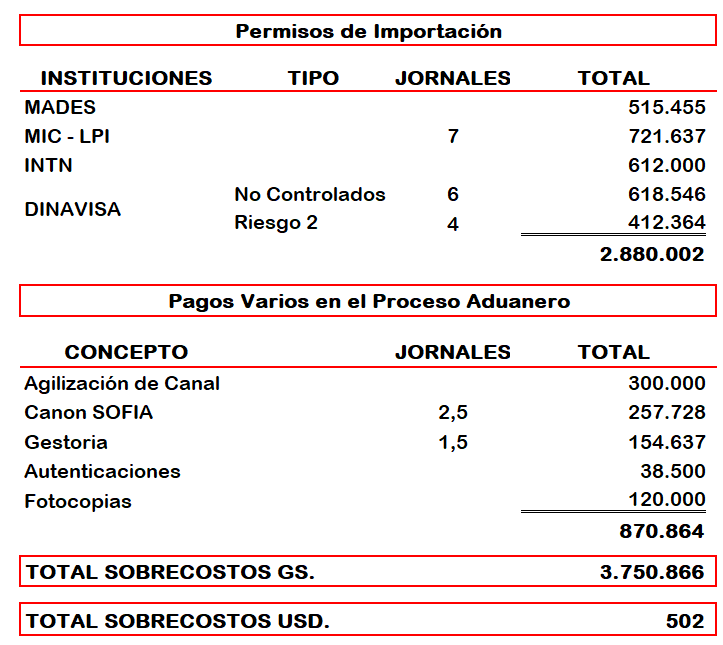 Permisos de Importación
INSTITUCIONES TIPO JORNALES TOTAL
MADES 515.455
MIC - LPI 7 721.637
INTN 612.000
DINAVISA
No Controlados 6 618.546
Riesgo 2 4 412.364
2.880.002
Pagos Varios en el Proceso Aduanero
CONCEPTO JORNALES TOTAL
Agilización de Canal 300.000
Canon SOFIA 2,5 257.728
Gestoria 1,5 154.637
Autenticaciones 38.500
Fotocopias 120.000
870.864
TOTAL SOBRECOSTOS GS. 3.750.866
TOTAL SOBRECOSTOS USD. 502